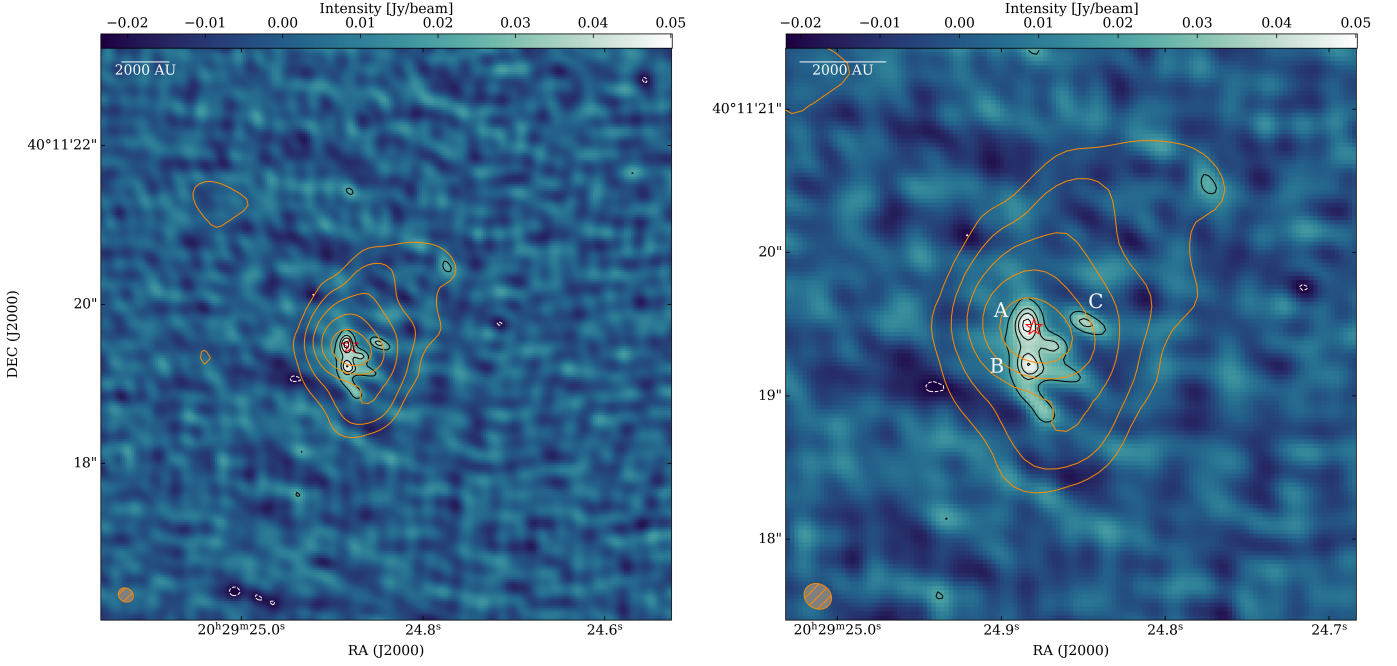 Intensity [Jy/beam]
−0.02 −0.01 0.00 0.01 0.02 0.03 0.04 0.05
2000 AU
40°11'22"
20"
18"
DEC (J2000)
20ʰ29ᵐ25.0ˢ 24.8ˢ 24.6ˢ
RA (J2000)
Intensity [Jy/beam]
−0.02 −0.01 0.00 0.01 0.02 0.03 0.04 0.05
2000 AU
40°11'21"
20"
19"
18"
A
C
B
20ʰ29ᵐ25.0ˢ 24.9ˢ 24.8ˢ 24.7ˢ
RA (J2000)